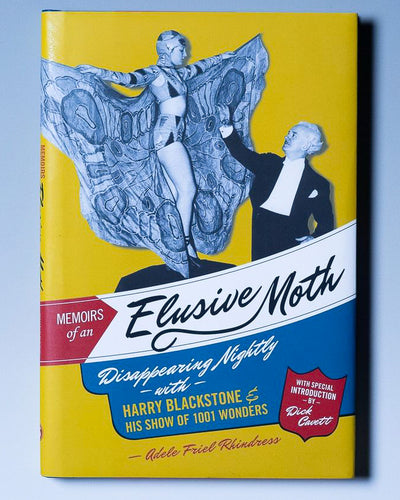 MEMOIRS
MEMOIRS
of an
Elusive Moth
Disappearing Nightly
– with –
HARRY BLACKSTONE &
HIS SHOW OF 1001 WONDERS
— Adele Friel Rhindress
WITH SPECIAL
INTRODUCTION
– BY –
Dick
Cavett